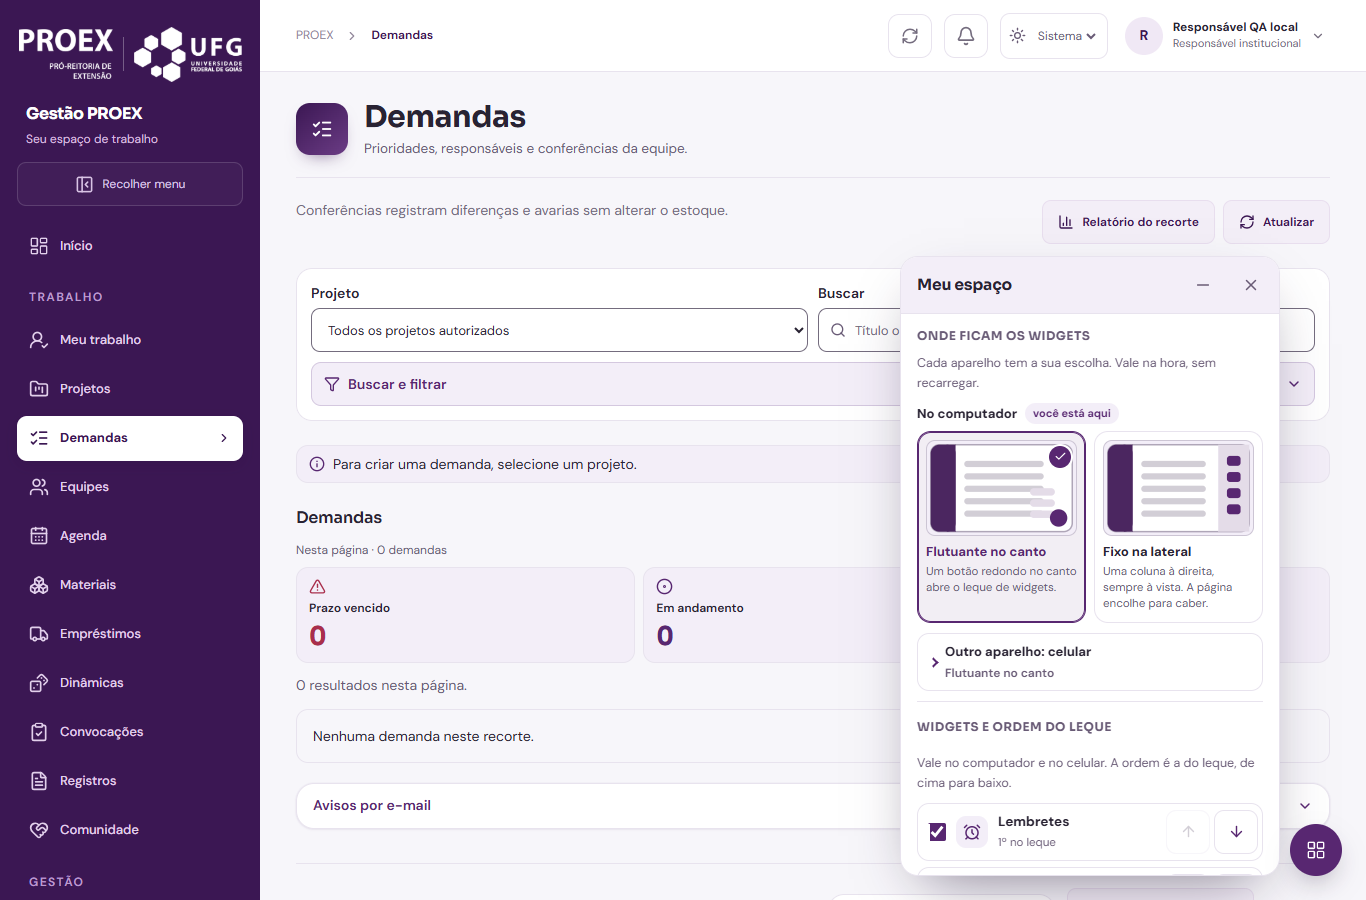 PROEX
PRÓ-REITORIA DE
EXTENSÃO
UFG
UNIVERSIDADE
FEDERAL DE GOIÁS
Gestão PROEX
Seu espaço de trabalho
Recolher menu
Início
TRABALHO
Meu trabalho
Projetos
Demandas
Equipes
Agenda
Materiais
Empréstimos
Dinâmicas
Convocações
Registros
Comunidade
GESTÃO
PROEX > Demandas
Sistema
R
Responsável QA local
Responsável institucional
Demandas
Prioridades, responsáveis e conferências da equipe.
Conferências registram diferenças e avarias sem alterar o estoque.
Relatório do recorte
Atualizar
Projeto
Todos os projetos autorizados
Buscar
Título o
Buscar e filtrar
Para criar uma demanda, selecione um projeto.
Demandas
Nesta página · 0 demandas
Prazo vencido
0
Em andamento
0
0 resultados nesta página.
Nenhuma demanda neste recorte.
Avisos por e-mail
Meu espaço
ONDE FICAM OS WIDGETS
Cada aparelho tem a sua escolha. Vale na hora, sem
recarregar.
No computador você está aqui
Flutuante no canto
Um botão redondo no canto
abre o leque de widgets.
Fixo na lateral
Uma coluna à direita,
sempre à vista. A página
encolhe para caber.
Outro aparelho: celular
Flutuante no canto
WIDGETS E ORDEM DO LEQUE
Vale no computador e no celular. A ordem é a do leque, de
cima para baixo.
Lembretes
1º no leque